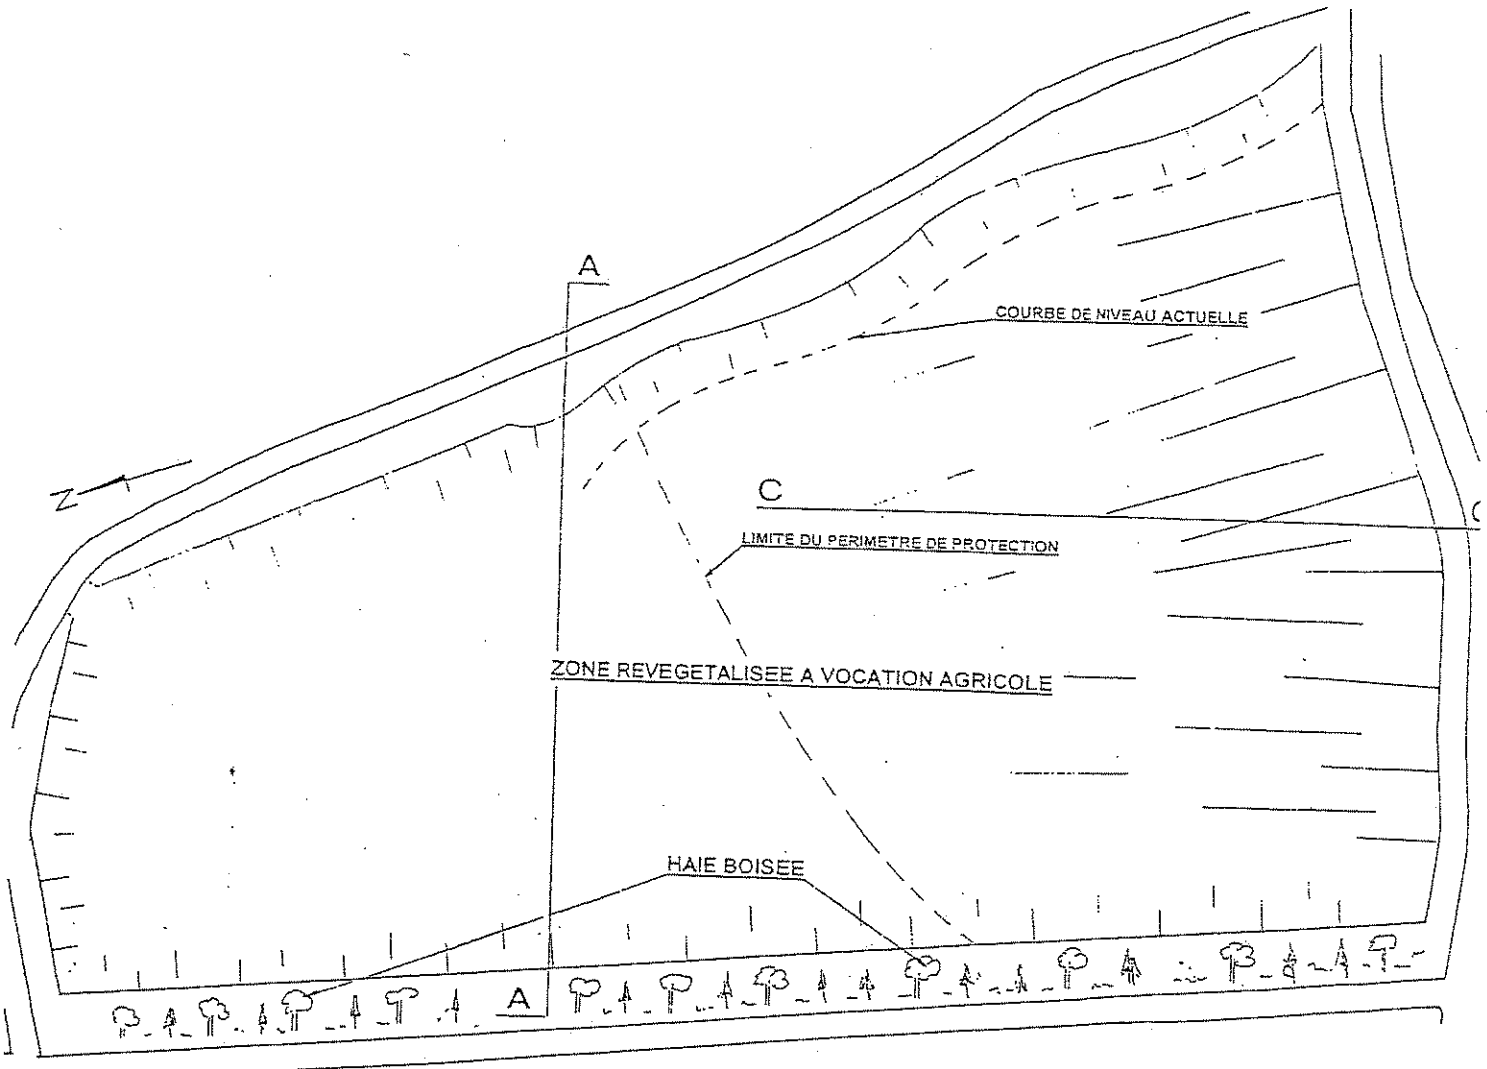 A
COURBE DE NIVEAU ACTUELLE
N
C
LIMITE DU PERIMETRE DE PROTECTION
ZONE REVEGETALISEE A VOCATION AGRICOLE
HAIE BOISEE
A